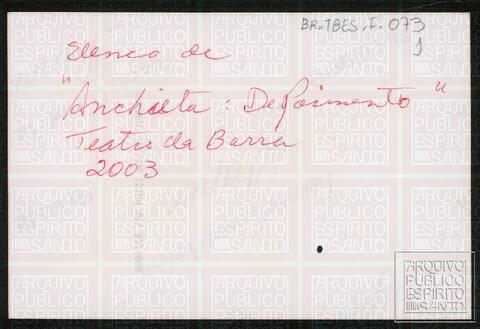 BR.TBES.F.073
1
Elenco de
"Anchieta: Depoimento"
Teatro da Barra
2003
ARQUIVO
PÚBLICO
ESPÍRITO
SANTO